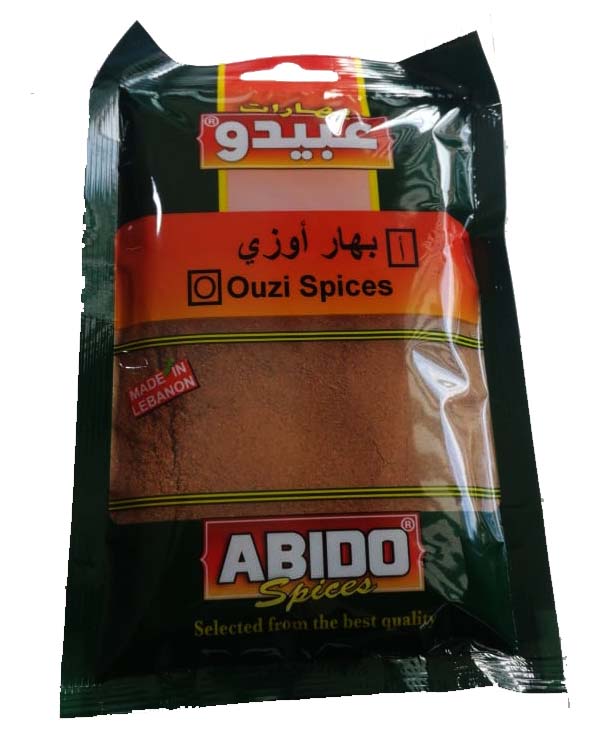 بهارات
عبيدو®
أ بهار أوزي
O Ouzi Spices
MADE IN
LEBANON
ABIDO®
Spices
Selected from the best quality